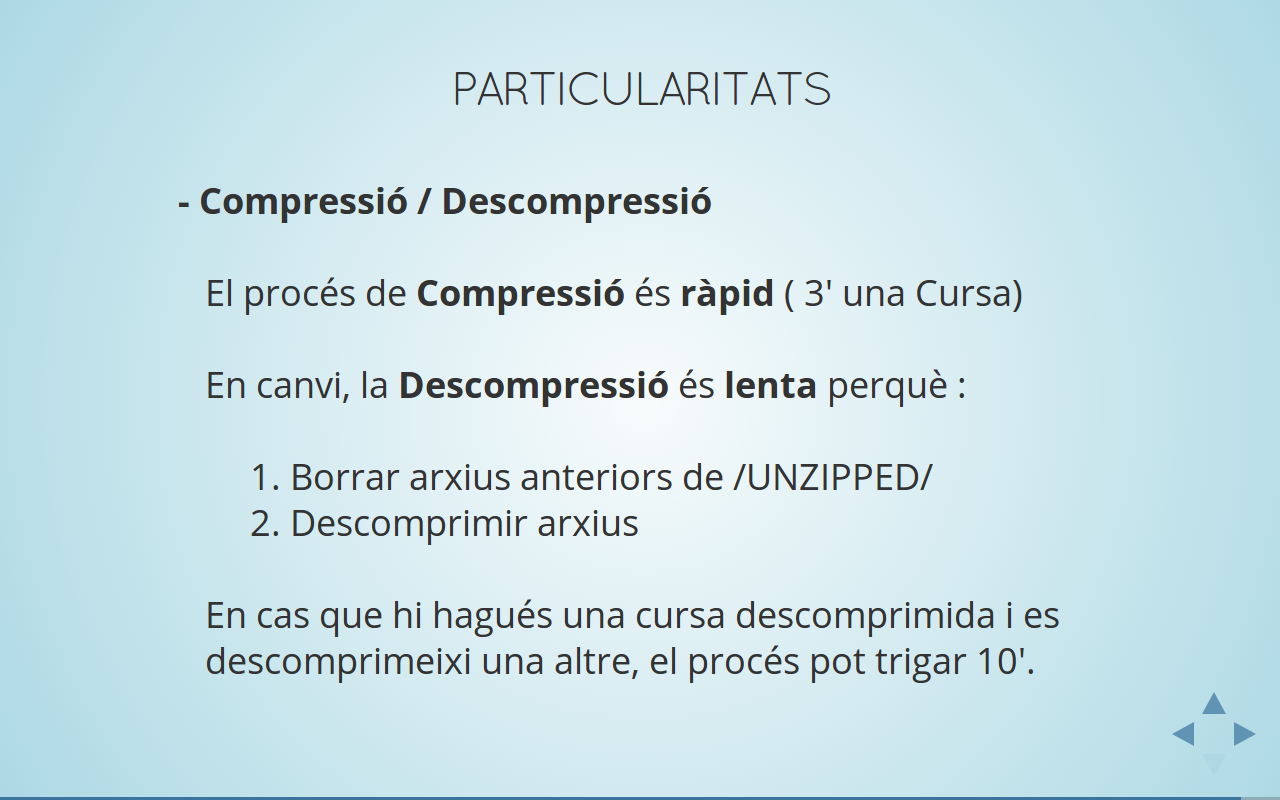 PARTICULARITATS
- Compressió / Descompressió
El procés de Compressió és ràpid ( 3' una Cursa)
En canvi, la Descompressió és lenta perquè :
1. Borrar arxius anteriors de /UNZIPPED/
2. Descomprimir arxius
En cas que hi hagués una cursa descomprimida i es
descomprimeixi una altre, el procés pot trigar 10'.